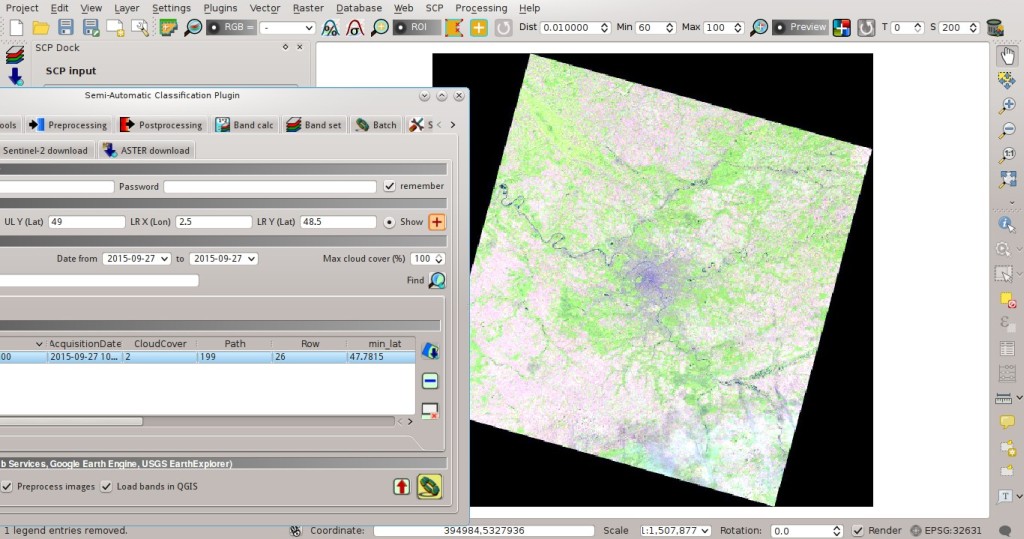 Project Edit View Layer Settings Plugins Vector Raster Database Web SCP Processing Help
RGB = - ROI Dist 0.010000 Min 60 Max 100 Preview T 0 S 200
SCP Dock
SCP input
Semi-Automatic Classification Plugin
ools Preprocessing Postprocessing Band calc Band set Batch S
Sentinel-2 download ASTER download
Password remember
UL Y (Lat) 49 LR X (Lon) 2.5 LR Y (Lat) 48.5 Show
Date from 2015-09-27 to 2015-09-27 Max cloud cover (%) 100
Find
AcquisitionDate CloudCover Path Row min_lat
00 2015-09-27 10... 2 199 26 47.7815
b Services, Google Earth Engine, USGS EarthExplorer)
Preprocess images Load bands in QGIS
1 legend entries removed. Coordinate: 394984,5327936 Scale 1:1,507,877 Rotation: 0.0 Render EPSG:32631